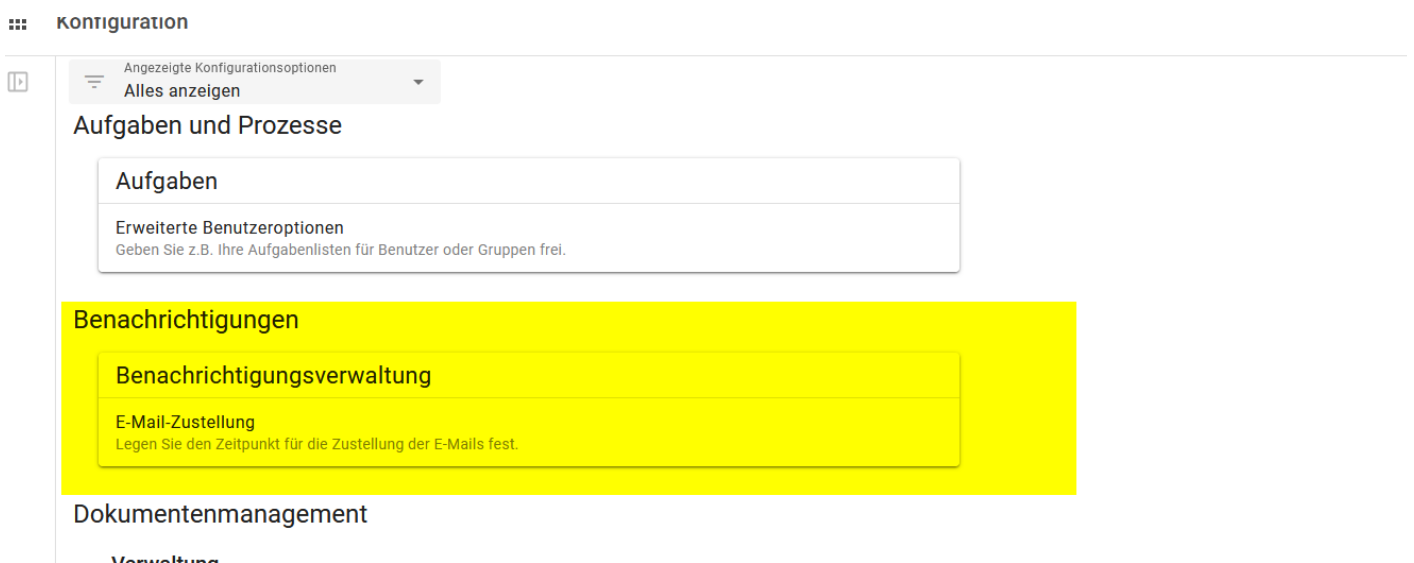 Konfiguration
Angezeigte Konfigurationsoptionen
Alles anzeigen
Aufgaben und Prozesse
Aufgaben
Erweiterte Benutzeroptionen
Geben Sie z.B. Ihre Aufgabenlisten für Benutzer oder Gruppen frei.
Benachrichtigungen
Benachrichtigungsverwaltung
E-Mail-Zustellung
Legen Sie den Zeitpunkt für die Zustellung der E-Mails fest.
Dokumentenmanagement
Verwaltung